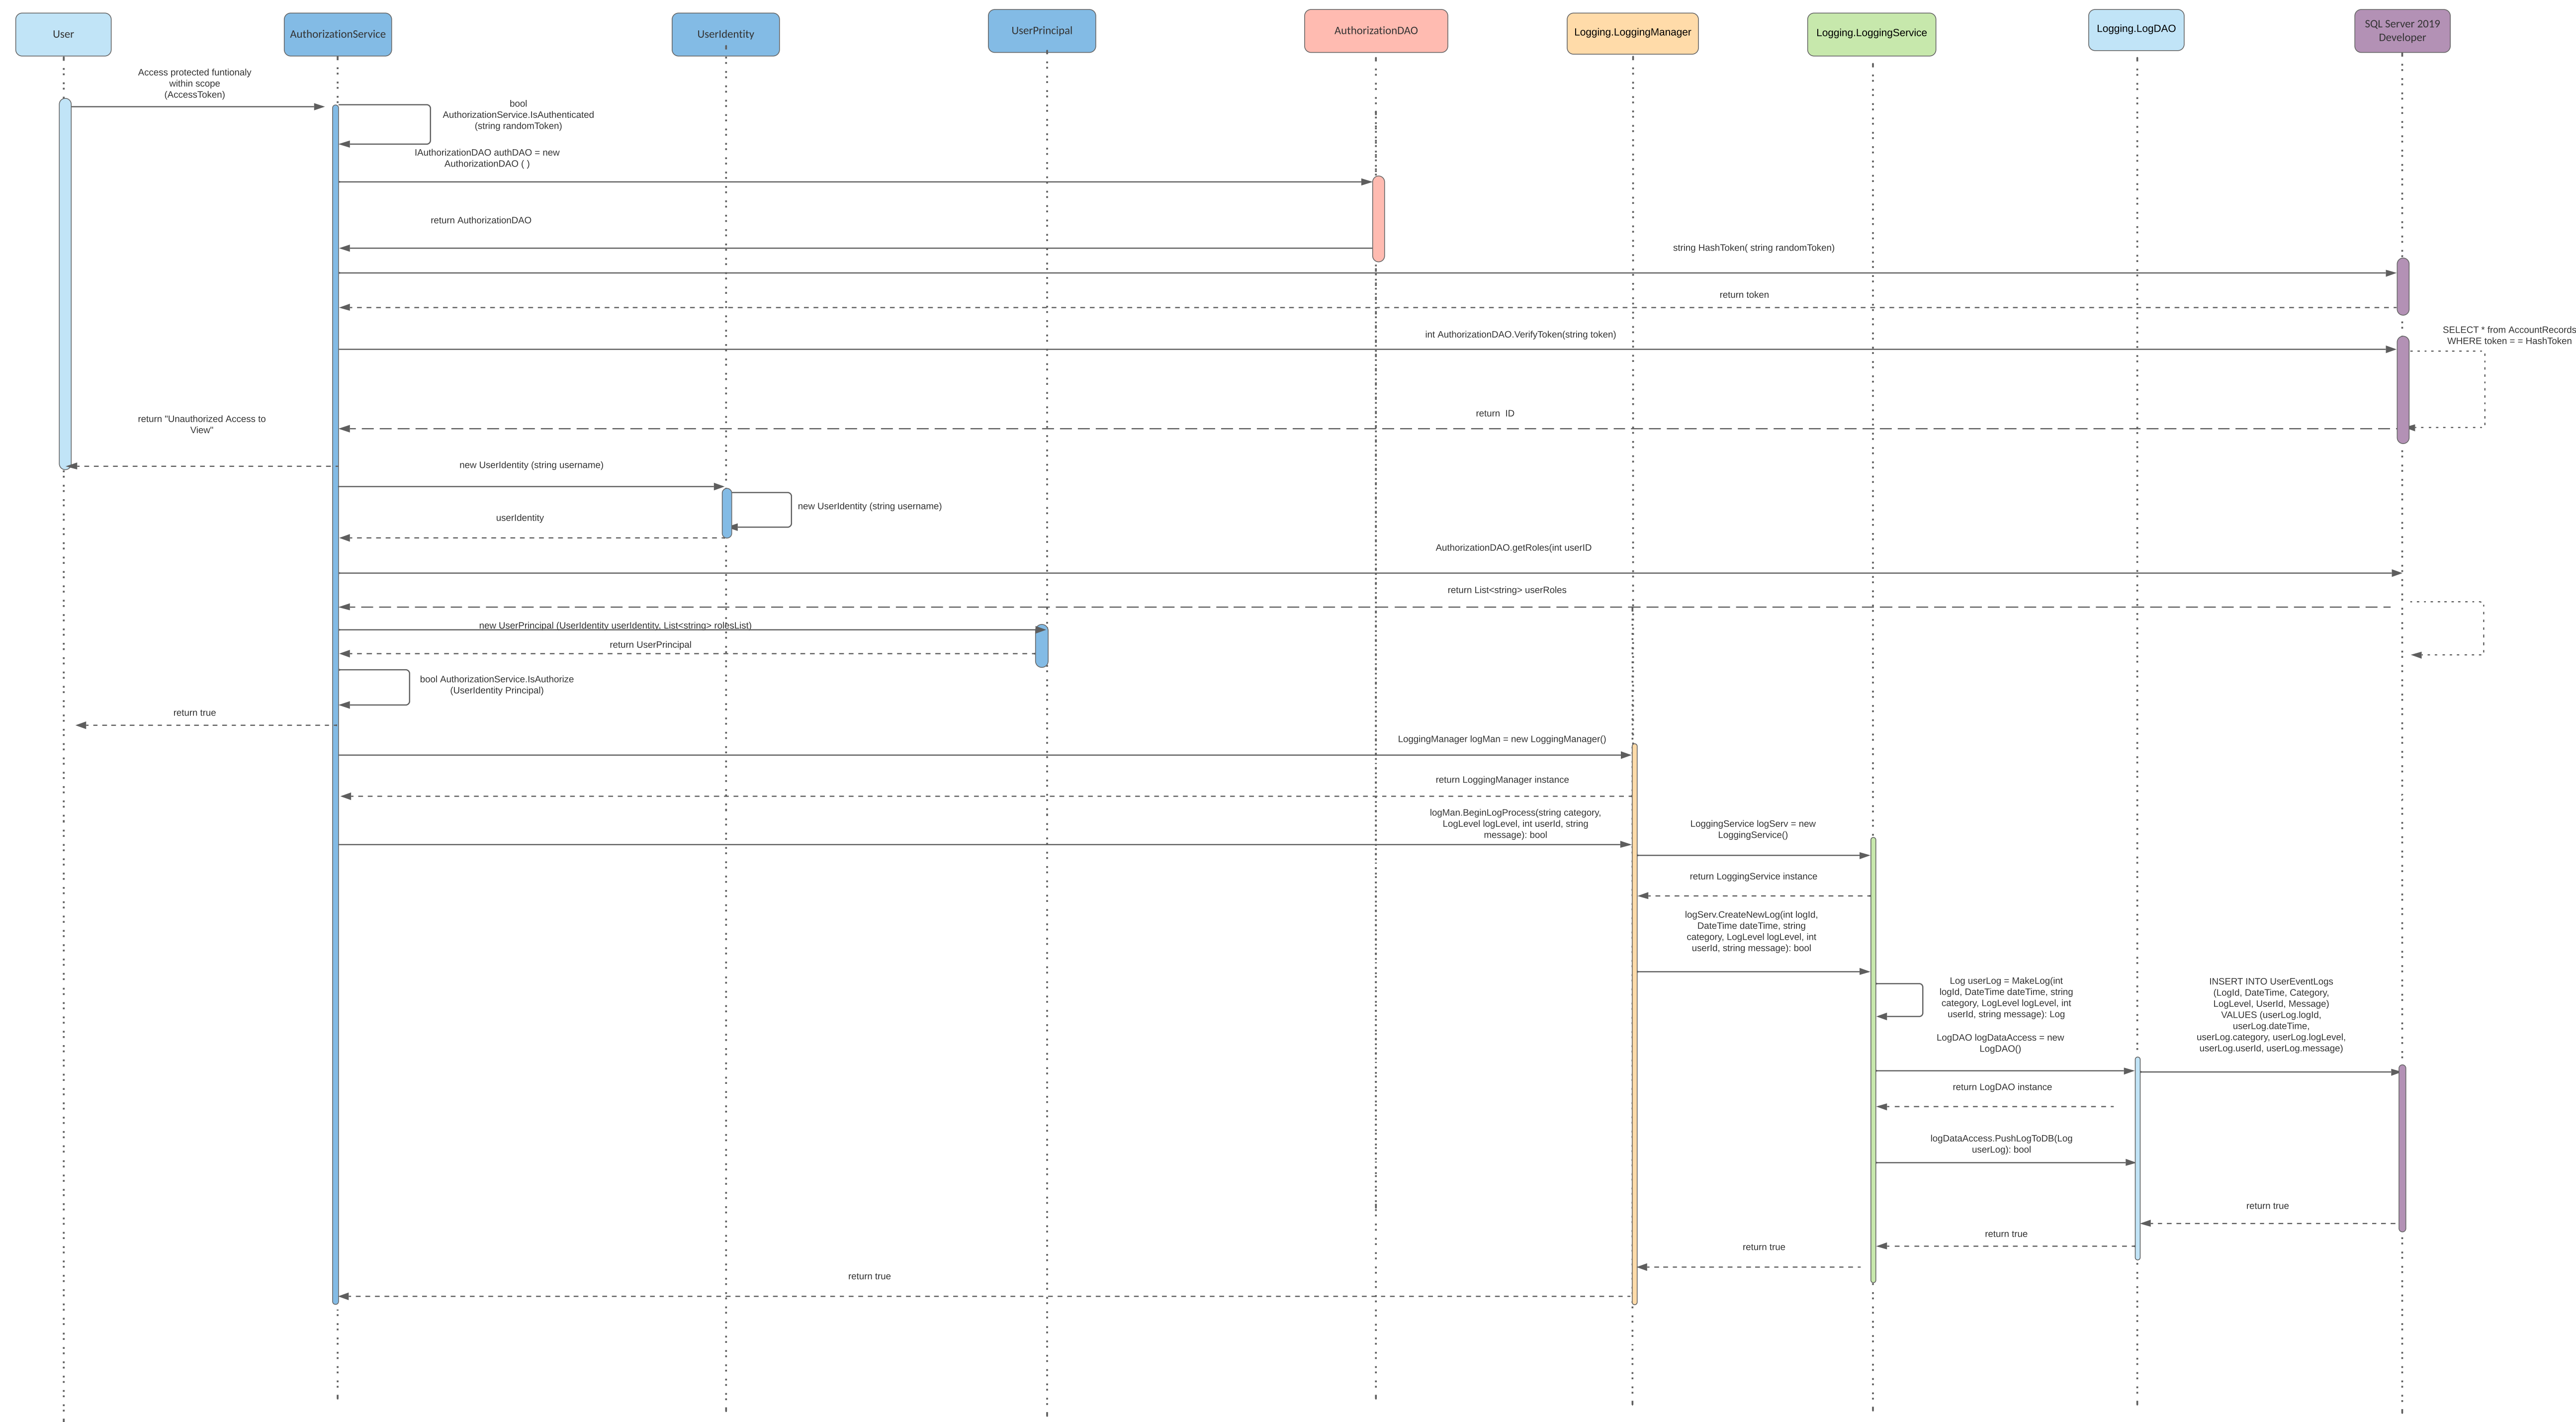 User
AuthorizationService
UserIdentity
UserPrincipal
AuthorizationDAO
Logging.LoggingManager
Logging.LoggingService
Logging.LogDAO
SQL Server 2019
Developer
Access protected funtionaly
within scope
(AccessToken)
bool
AuthorizationService.IsAuthenticated
(string randomToken)
IAuthorizationDAO authDAO = new
AuthorizationDAO ( )
return AuthorizationDAO
string HashToken( string randomToken)
return token
int AuthorizationDAO.VerifyToken(string token)
SELECT * from AccountRecords
WHERE token = = HashToken
return  ID
return "Unauthorized Access to
View"
new UserIdentity (string username)
new UserIdentity (string username)
userIdentity
AuthorizationDAO.getRoles(int userID
return List<string> userRoles
new UserPrincipal (UserIdentity userIdentity, List<string> rolesList)
return UserPrincipal
bool AuthorizationService.IsAuthorize
(UserIdentity Principal)
return true
LoggingManager logMan = new LoggingManager()
return LoggingManager instance
logMan.BeginLogProcess(string category,
LogLevel logLevel, int userId, string
message): bool
LoggingService logServ = new
LoggingService()
return LoggingService instance
logServ.CreateNewLog(int logId,
DateTime dateTime, string
category, LogLevel logLevel, int
userId, string message): bool
Log userLog = MakeLog(int
logId, DateTime dateTime, string
category, LogLevel logLevel, int
userId, string message): Log
INSERT INTO UserEventLogs
(LogId, DateTime, Category,
LogLevel, UserId, Message)
VALUES (userLog.logId,
userLog.dateTime,
userLog.category, userLog.logLevel,
userLog.userId, userLog.message)
LogDAO logDataAccess = new
LogDAO()
return LogDAO instance
logDataAccess.PushLogToDB(Log
userLog): bool
return true
return true
return true
return true